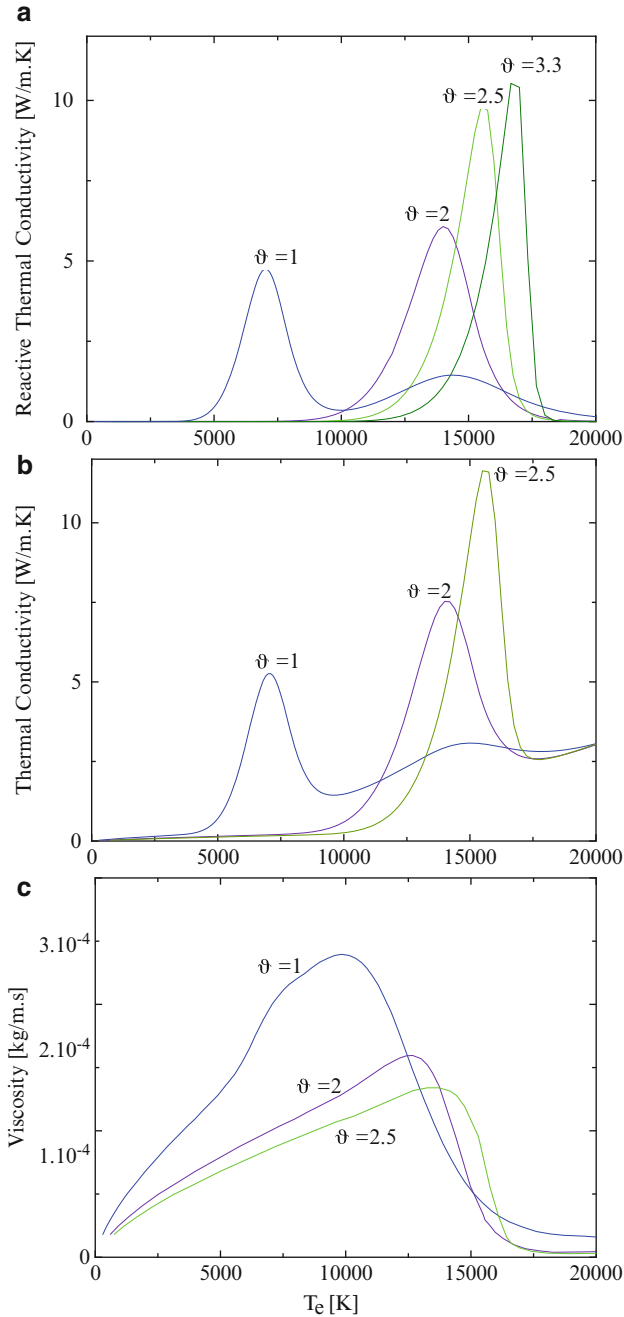 a
Reactive Thermal Conductivity [W/m.K]
10
5
1
ϑ =1
ϑ =2
ϑ =2.5
ϑ =3.3
5000 10000 15000 20000
b
Thermal Conductivity [W/m.K]
10
5
0
ϑ =1
ϑ =2
ϑ =2.5
0 5000 10000 15000 20000
c
Viscosity [kg/m.s]
3.10-4
2.10-4
1.10-4
0
ϑ =1
ϑ =2
ϑ =2.5
0 5000 10000 15000 20000
Te [K]